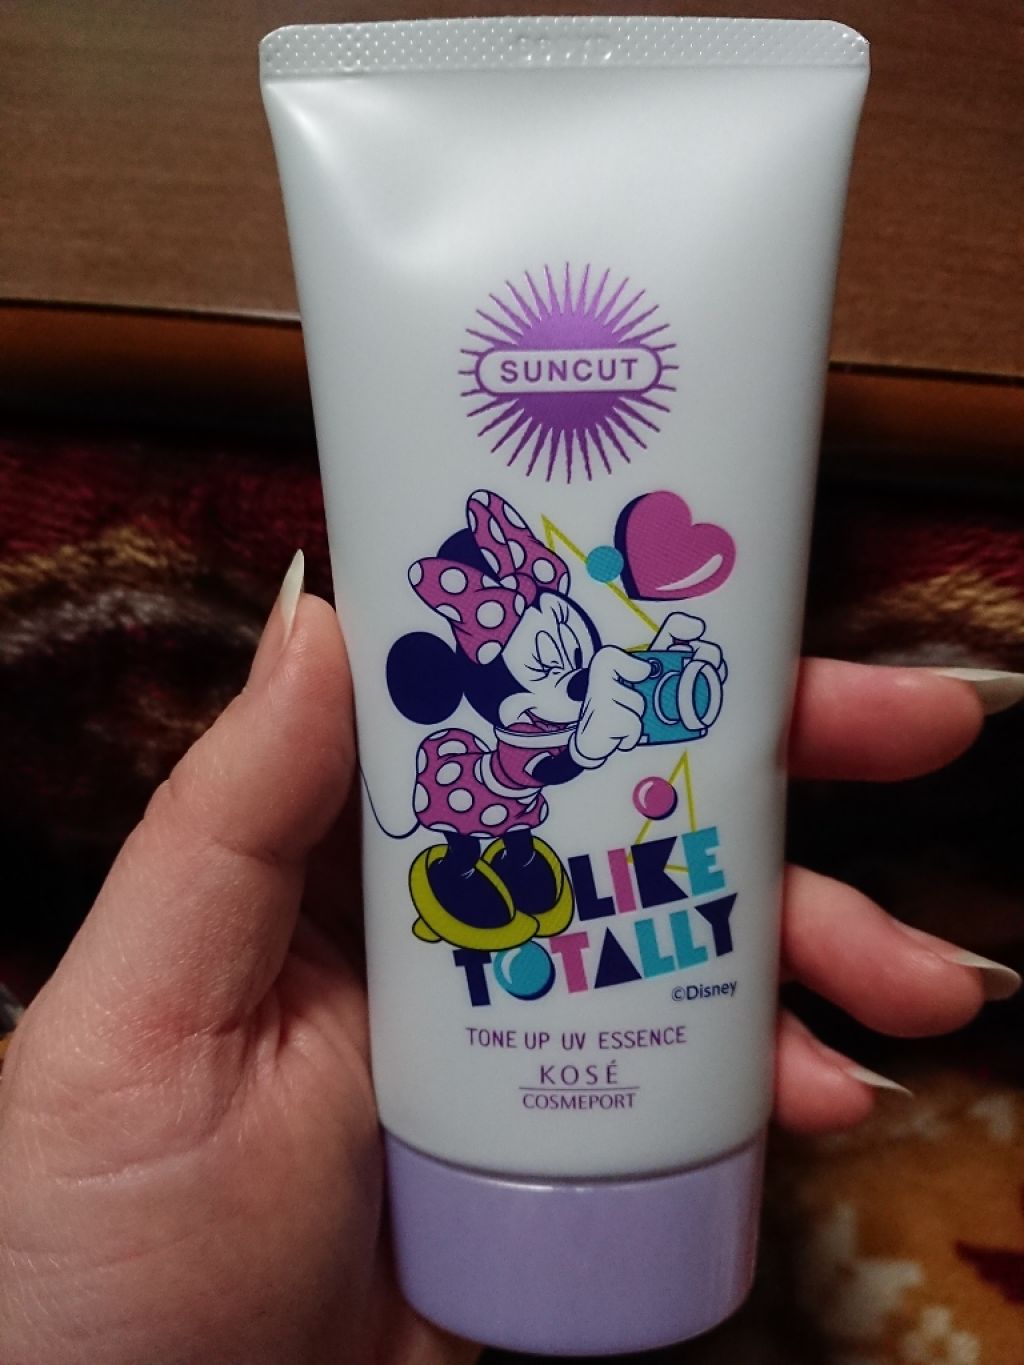 SUNCUT
LIKE
TOTALLY
©Disney
TONE UP UV ESSENCE
KOSÉ
COSMEPORT